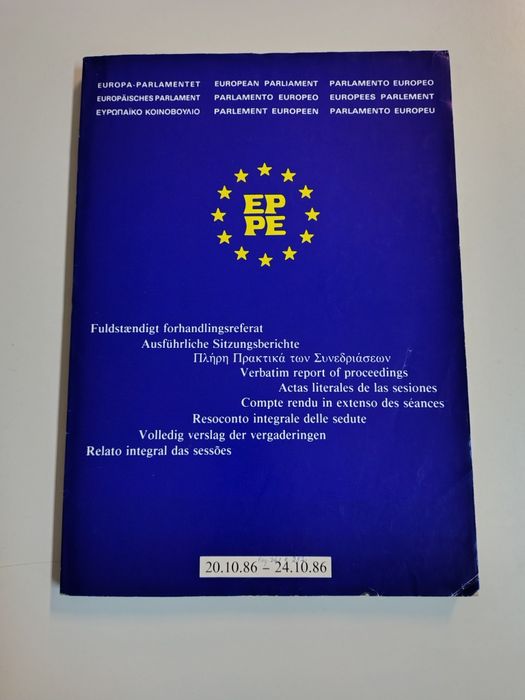 EUROPA-PARLAMENTET EUROPEAN PARLIAMENT PARLAMENTO EUROPEO
EUROPÄISCHES PARLAMENT PARLAMENTO EUROPEO EUROPEES PARLEMENT
ΕΥΡΩΠΑΪΚΟ ΚΟΙΝΟΒΟΥΛΙΟ PARLEMENT EUROPEEN PARLAMENTO EUROPEU
EP
PE
Fuldstændigt forhandlingsreferat
Ausführliche Sitzungsberichte
Πλήρη Πρακτικά των Συνεδριάσεων
Verbatim report of proceedings
Actas literales de las sesiones
Compte rendu in extenso des séances
Resoconto integrale delle sedute
Volledig verslag der vergaderingen
Relato integral das sessões
20.10.86 – 24.10.86